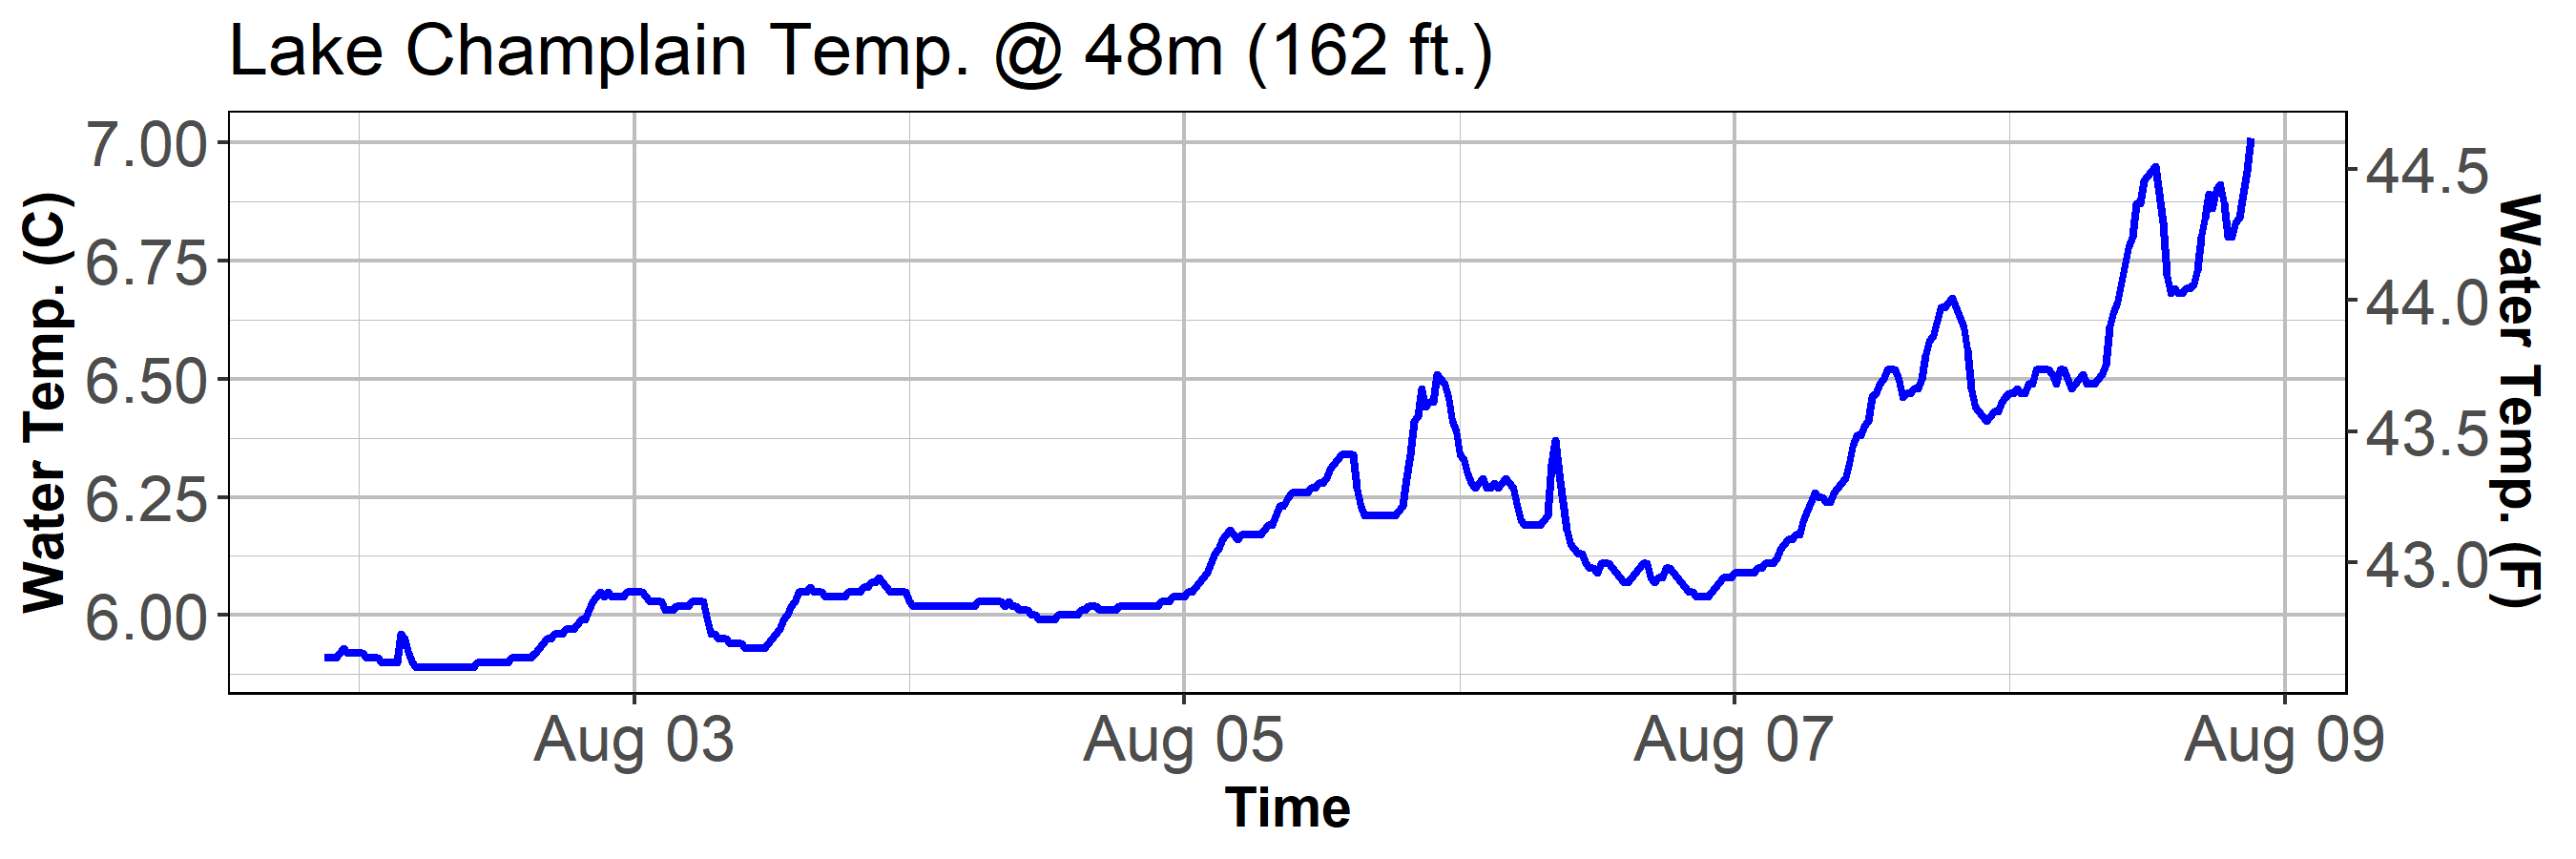 Lake Champlain Temp. @ 48m (162 ft.)
Water Temp. (C)
7.00
6.75
6.50
6.25
6.00
44.5
44.0
43.5
43.0
Water Temp. (F)
Aug 03
Aug 05
Aug 07
Aug 09
Time